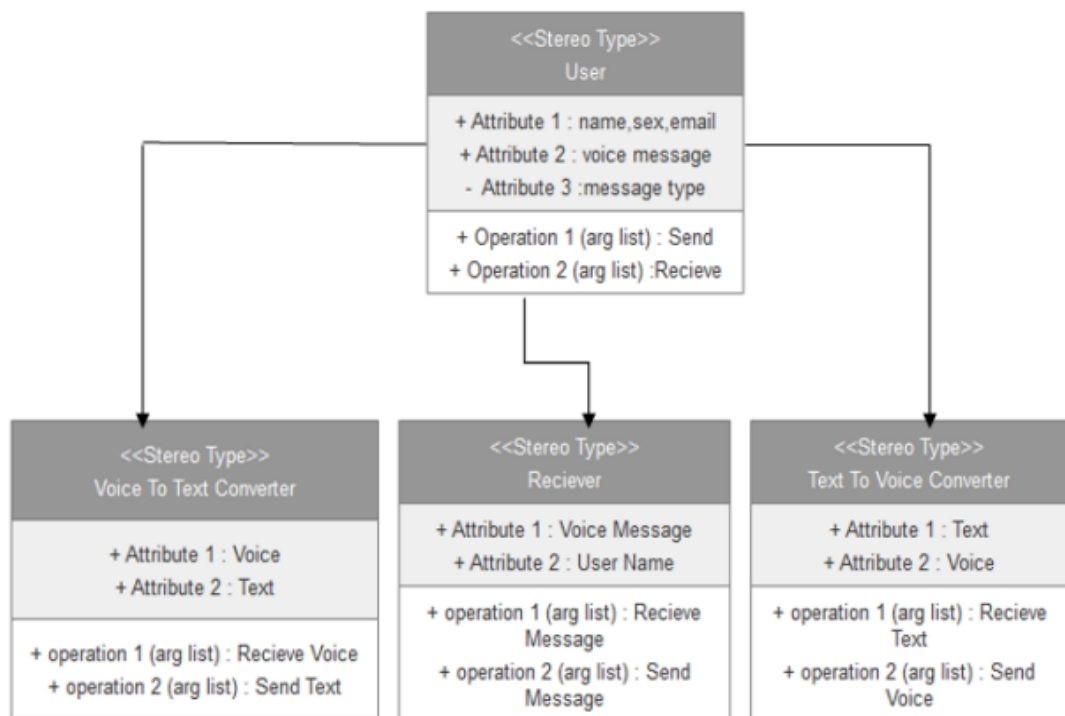 <<Stereo Type>>
User
+ Attribute 1 : name,sex,email
+ Attribute 2 : voice message
- Attribute 3 :message type
+ Operation 1 (arg list) : Send
+ Operation 2 (arg list) :Recieve
<<Stereo Type>>
Voice To Text Converter
+ Attribute 1 : Voice
+ Attribute 2 : Text
+ operation 1 (arg list) : Recieve Voice
+ operation 2 (arg list) : Send Text
<<Stereo Type>>
Reciever
+ Attribute 1 : Voice Message
+ Attribute 2 : User Name
+ operation 1 (arg list) : Recieve
Message
+ operation 2 (arg list) : Send
Message
<<Stereo Type>>
Text To Voice Converter
+ Attribute 1 : Text
+ Attribute 2 : Voice
+ operation 1 (arg list) : Recieve
Text
+ operation 2 (arg list) : Send
Voice